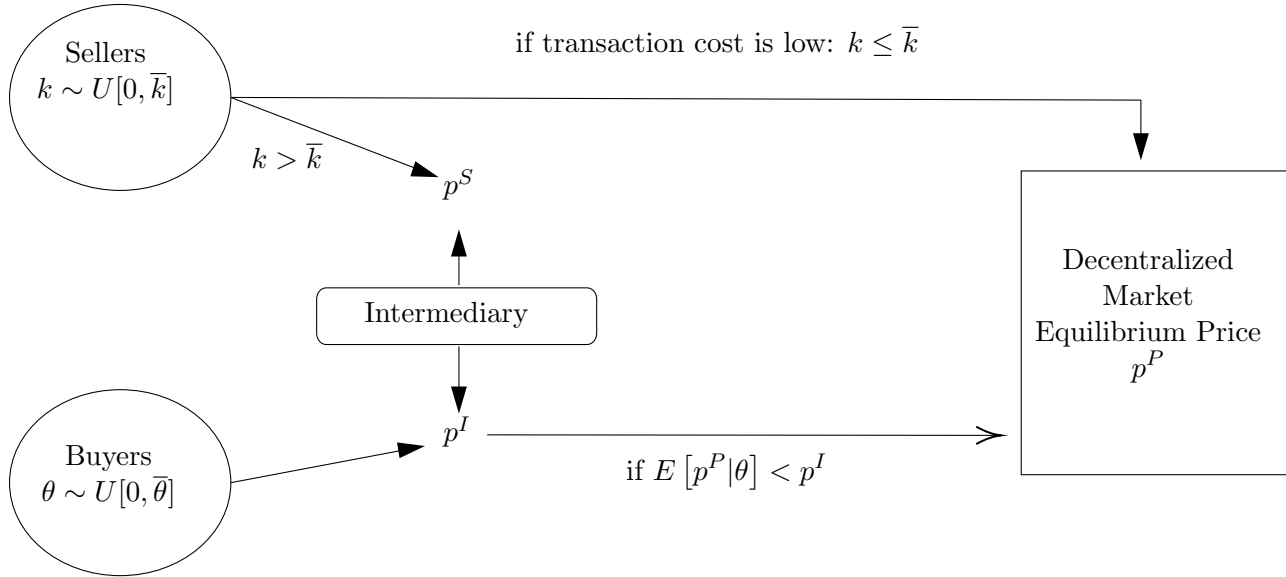 Sellers
k ∼ U[0, k̅]
if transaction cost is low: k ≤ k̅
k > k̅
p^S
Intermediary
p^I
if E [p^P|θ] < p^I
Buyers
θ ∼ U[0, θ̅]
Decentralized
Market
Equilibrium Price
p^P